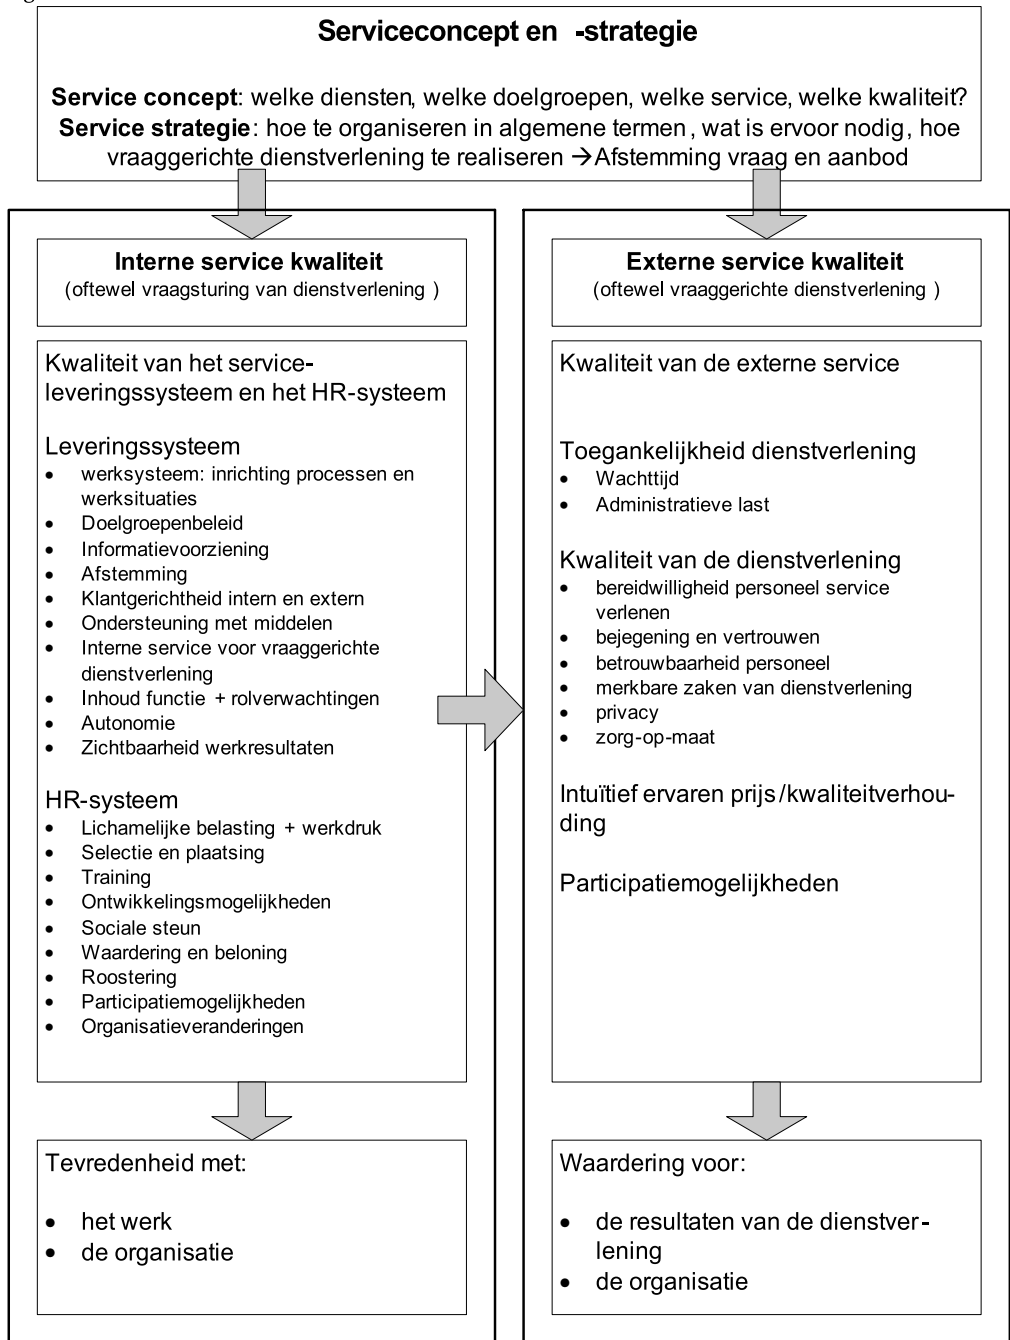 Serviceconcept en -strategie
Service concept: welke diensten, welke doelgroepen, welke service, welke kwaliteit?
Service strategie: hoe te organiseren in algemene termen, wat is ervoor nodig, hoe
vraaggerichte dienstverlening te realiseren →Afstemming vraag en aanbod
Interne service kwaliteit
(oftewel vraagsturing van dienstverlening )
Kwaliteit van het service-
leveringssysteem en het HR-systeem
Leveringssysteem
• werksysteem: inrichting processen en
werksituaties
• Doelgroepenbeleid
• Informatievoorziening
• Afstemming
• Klantgerichtheid intern en extern
• Ondersteuning met middelen
• Interne service voor vraaggerichte
dienstverlening
• Inhoud functie + rolverwachtingen
• Autonomie
• Zichtbaarheid werkresultaten
HR-systeem
• Lichamelijke belasting + werkdruk
• Selectie en plaatsing
• Training
• Ontwikkelingsmogelijkheden
• Sociale steun
• Waardering en beloning
• Roostering
• Participatiemogelijkheden
• Organisatieveranderingen
Tevredenheid met:
• het werk
• de organisatie
Externe service kwaliteit
(oftewel vraaggerichte dienstverlening )
Kwaliteit van de externe service
Toegankelijkheid dienstverlening
• Wachttijd
• Administratieve last
Kwaliteit van de dienstverlening
• bereidwilligheid personeel service
verlenen
• bejegening en vertrouwen
• betrouwbaarheid personeel
• merkbare zaken van dienstverlening
• privacy
• zorg-op-maat
Intuïtief ervaren prijs/kwaliteitverhou-
ding
Participatiemogelijkheden
Waardering voor:
• de resultaten van de dienstver-
lening
• de organisatie